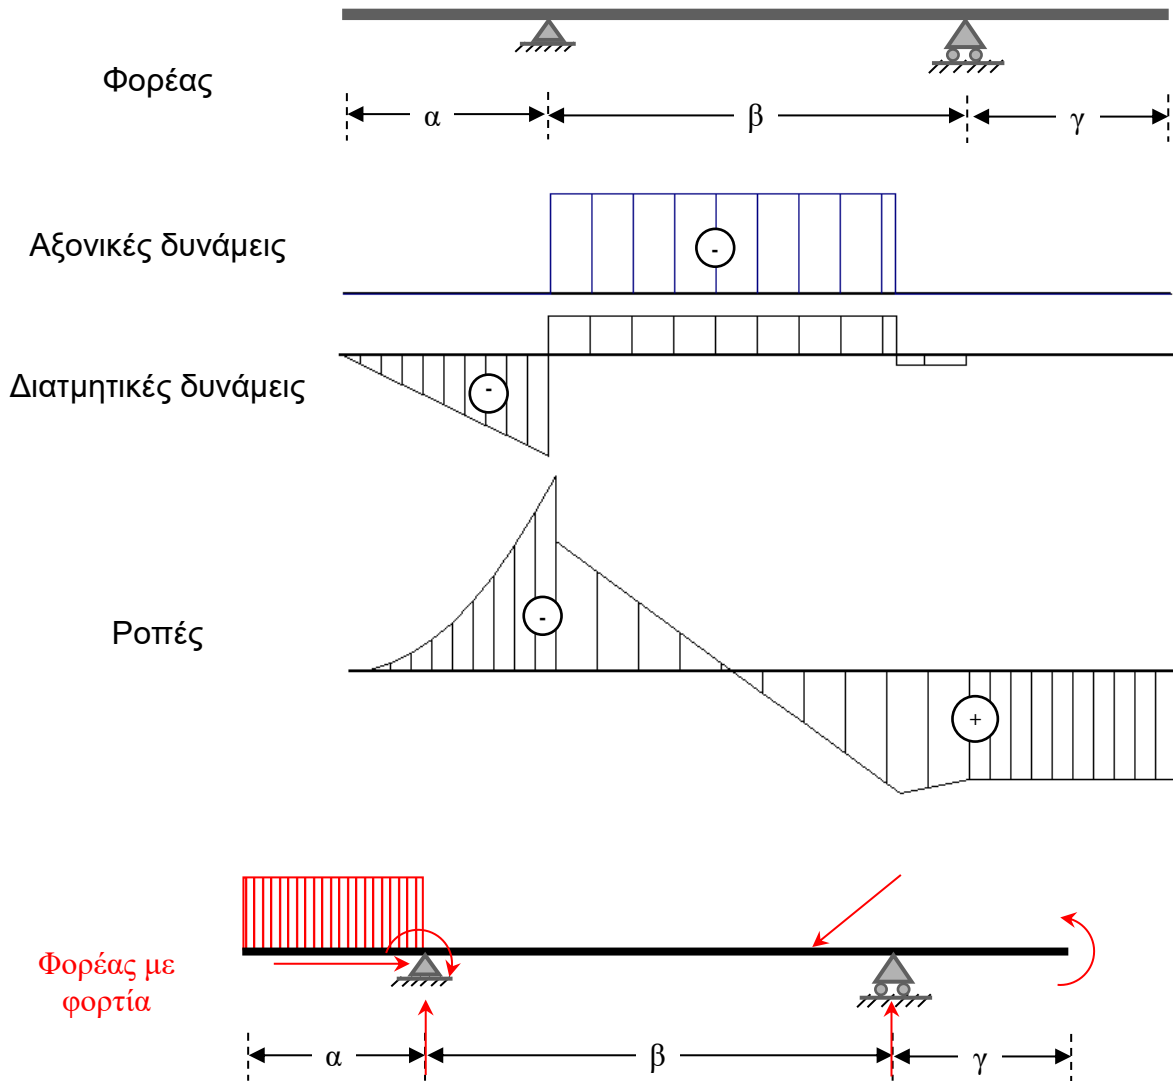 Φορέας
α
β
γ
Αξονικές δυνάμεις
-
Διατμητικές δυνάμεις
-
Ροπές
-
+
Φορέας με
φορτία
α
β
γ